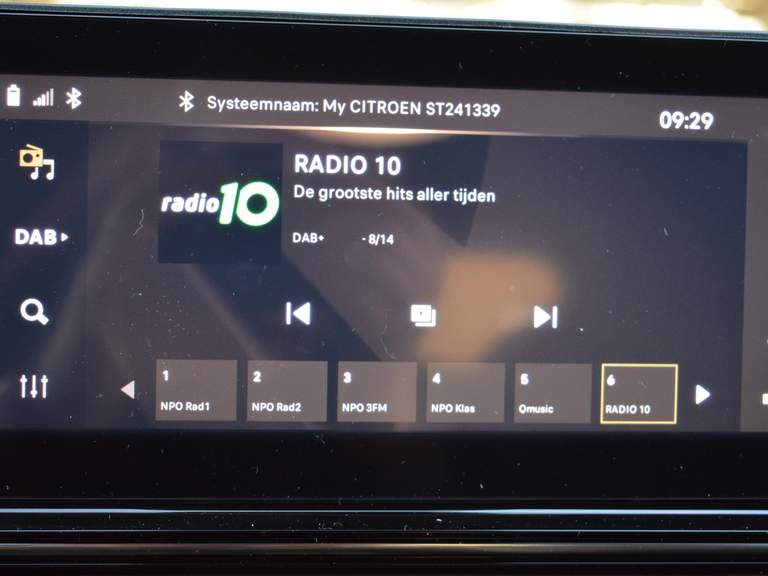 Systeemnaam: My CITROEN ST241339
09:29
RADIO 10
De grootste hits aller tijden
radio10
DAB+ - 8/14
DAB
1 2 3 4 5 6
NPO Rad1 NPO Rad2 NPO 3FM NPO Klas Qmusic RADIO 10